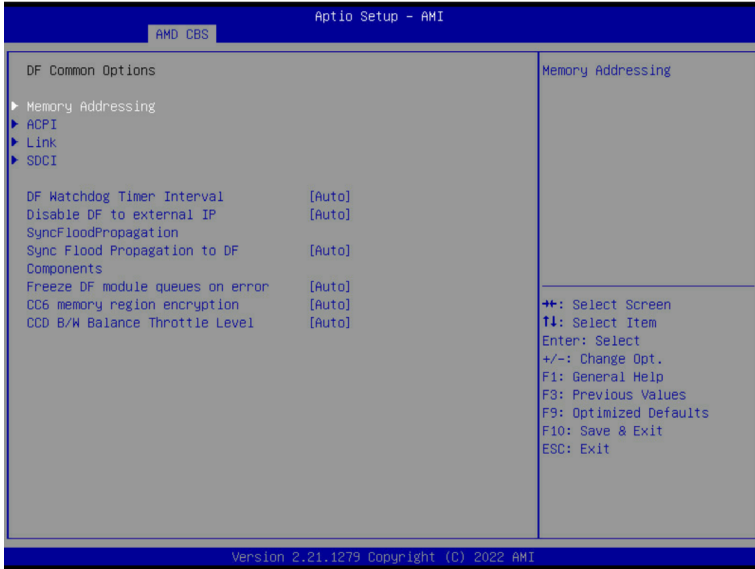 Aptio Setup - AMI
AMD CBS
DF Common Options
Memory Addressing
ACPI
Link
SDCI
DF Watchdog Timer Interval [Auto]
Disable DF to external IP [Auto]
SyncFloodPropagation
Sync Flood Propagation to DF [Auto]
Components
Freeze DF module queues on error [Auto]
CC6 memory region encryption [Auto]
CCD B/W Balance Throttle Level [Auto]
Memory Addressing
→←: Select Screen
↑↓: Select Item
Enter: Select
+/-: Change Opt.
F1: General Help
F3: Previous Values
F9: Optimized Defaults
F10: Save & Exit
ESC: Exit
Version 2.21.1279 Copyright (C) 2022 AMI